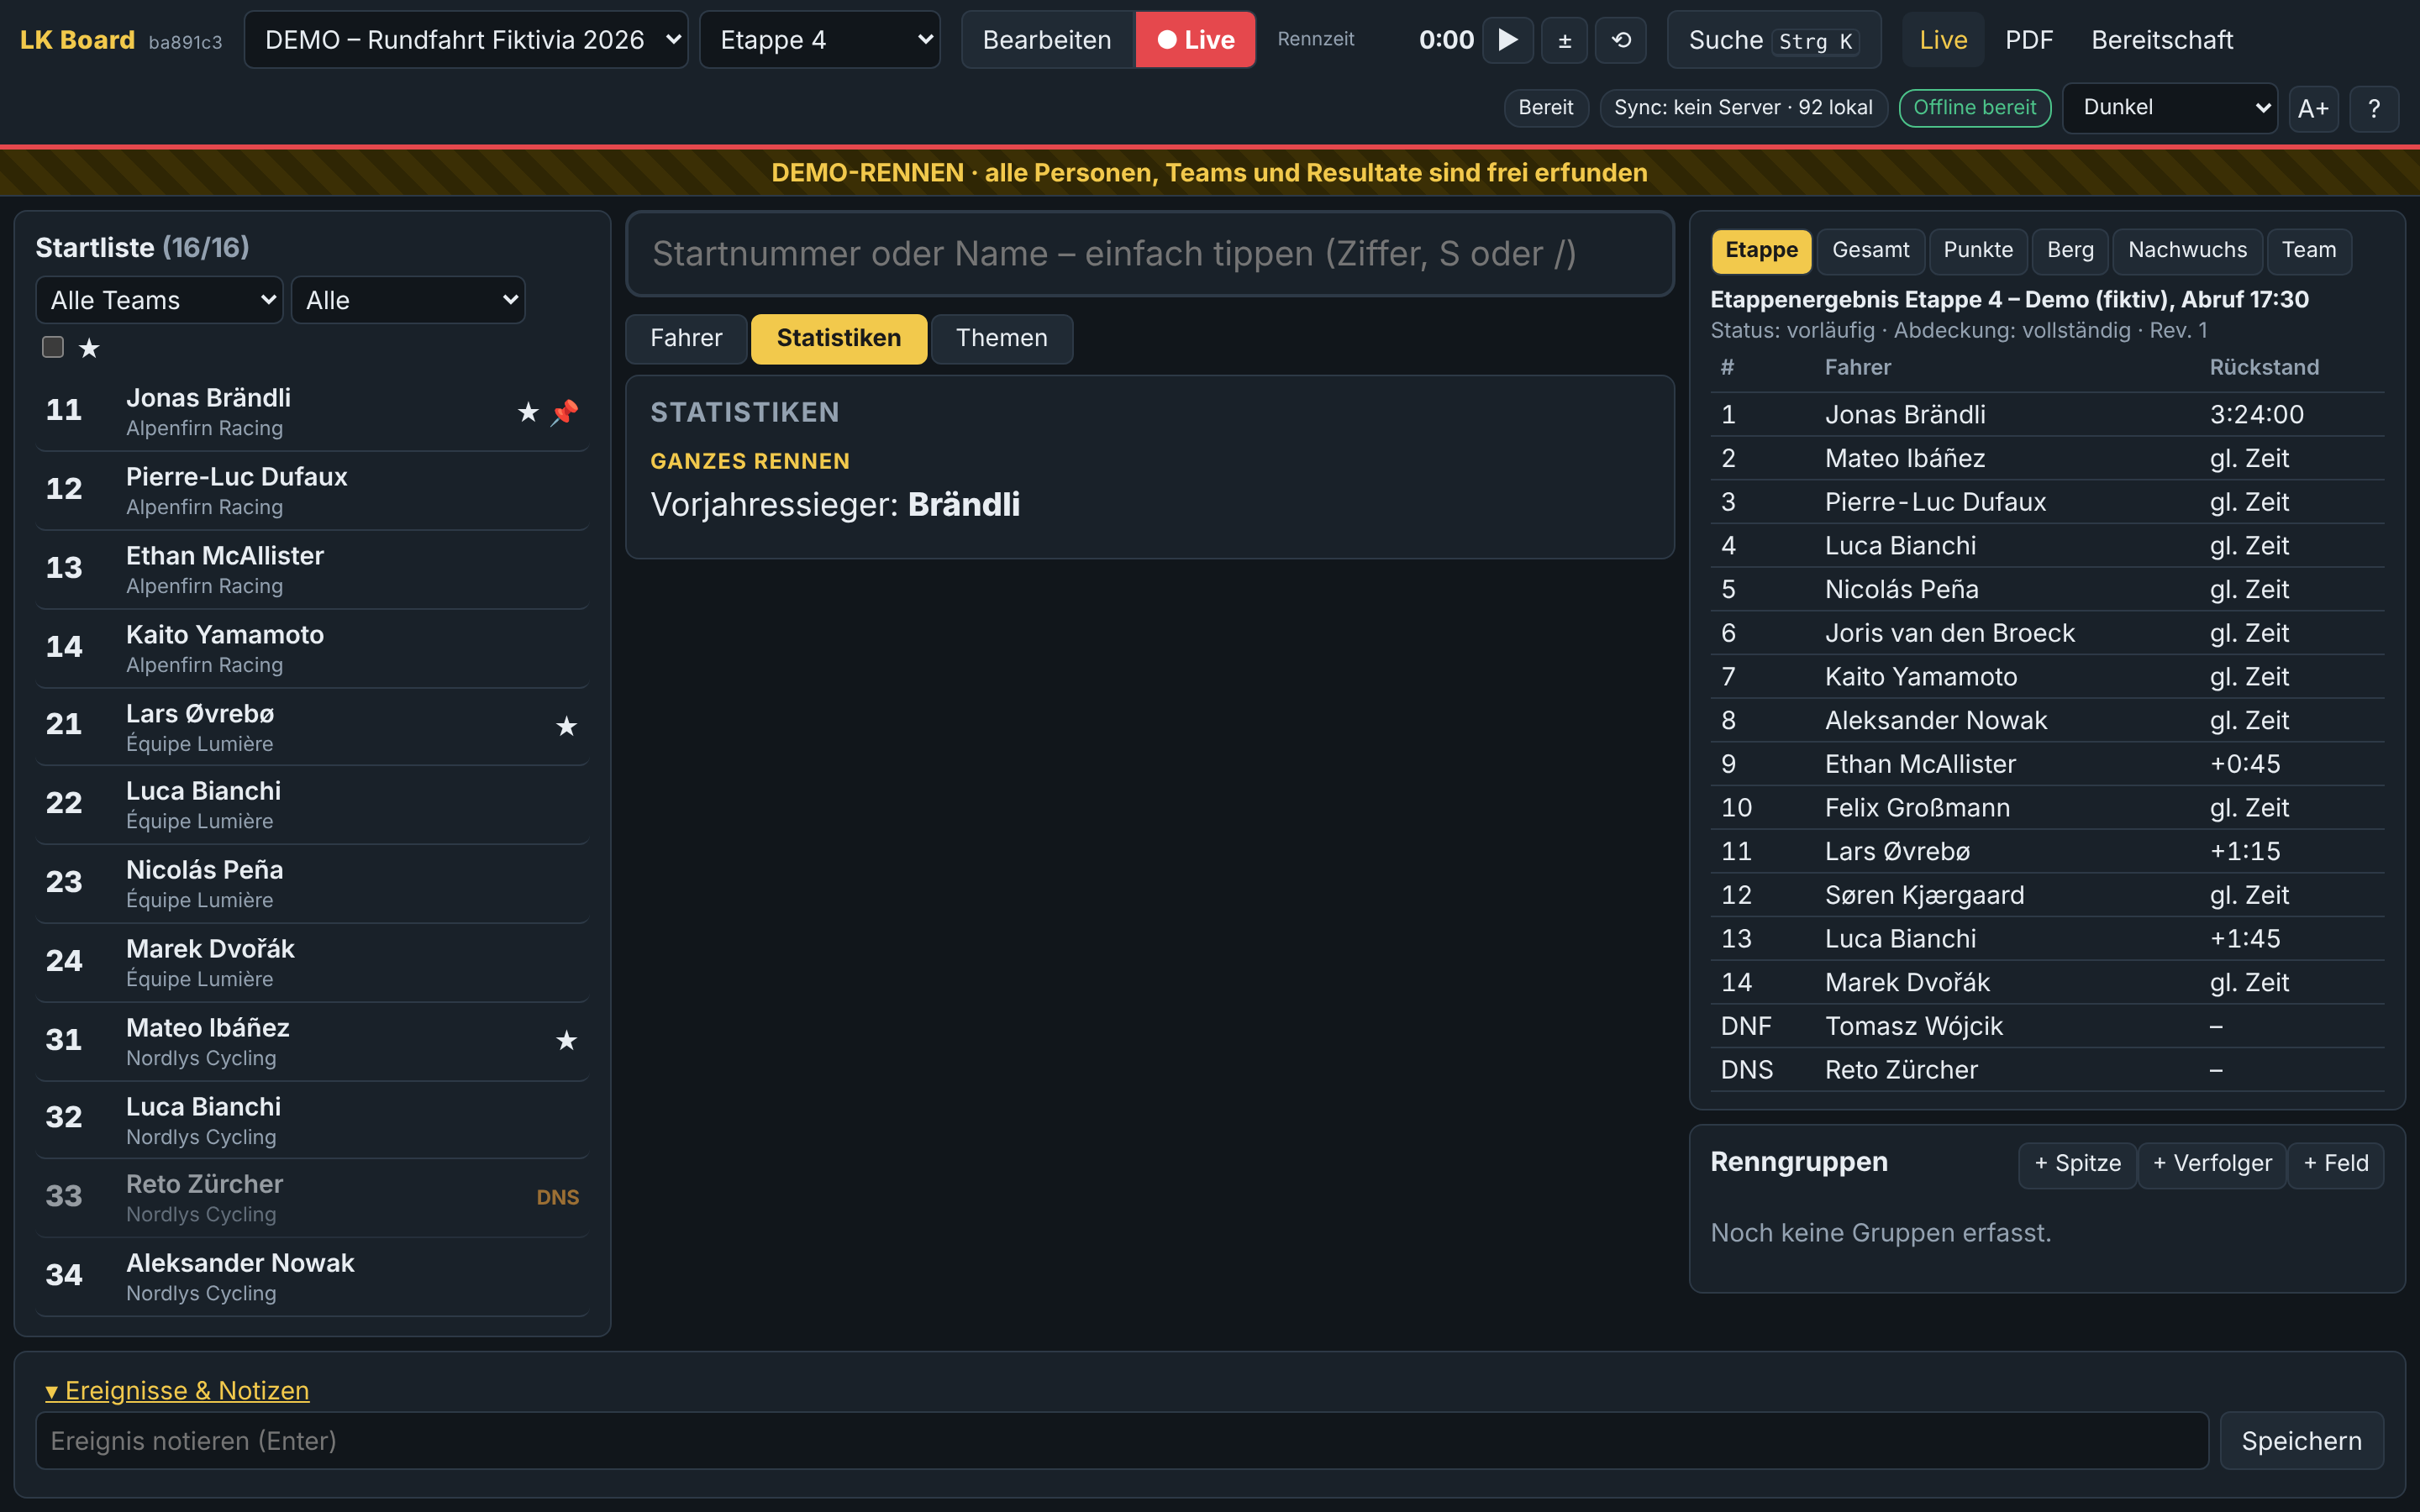 LK Board ba891c3 DEMO – Rundfahrt Fiktivia 2026 Etappe 4 Bearbeiten Live Rennzeit 0:00 ▶ ± ⟲ Suche Strg K Live PDF Bereitschaft
Bereit Sync: kein Server · 92 lokal Offline bereit Dunkel A+ ?
DEMO-RENNEN · alle Personen, Teams und Resultate sind frei erfunden
Startliste (16/16)
Alle Teams Alle
★
11 Jonas Brändli ★ 📌
Alpenfirn Racing
12 Pierre-Luc Dufaux
Alpenfirn Racing
13 Ethan McAllister
Alpenfirn Racing
14 Kaito Yamamoto
Alpenfirn Racing
21 Lars Øvrebø ★
Équipe Lumière
22 Luca Bianchi
Équipe Lumière
23 Nicolás Peña
Équipe Lumière
24 Marek Dvořák
Équipe Lumière
31 Mateo Ibáñez ★
Nordlys Cycling
32 Luca Bianchi
Nordlys Cycling
33 Reto Zürcher DNS
Nordlys Cycling
34 Aleksander Nowak
Nordlys Cycling
Startnummer oder Name – einfach tippen (Ziffer, S oder /)
Fahrer Statistiken Themen
STATISTIKEN
GANZES RENNEN
Vorjahressieger: Brändli
Etappe Gesamt Punkte Berg Nachwuchs Team
Etappenergebnis Etappe 4 – Demo (fiktiv), Abruf 17:30
Status: vorläufig · Abdeckung: vollständig · Rev. 1
# Fahrer Rückstand
1 Jonas Brändli 3:24:00
2 Mateo Ibáñez gl. Zeit
3 Pierre-Luc Dufaux gl. Zeit
4 Luca Bianchi gl. Zeit
5 Nicolás Peña gl. Zeit
6 Joris van den Broeck gl. Zeit
7 Kaito Yamamoto gl. Zeit
8 Aleksander Nowak gl. Zeit
9 Ethan McAllister +0:45
10 Felix Großmann gl. Zeit
11 Lars Øvrebø +1:15
12 Søren Kjærgaard gl. Zeit
13 Luca Bianchi +1:45
14 Marek Dvořák gl. Zeit
DNF Tomasz Wójcik –
DNS Reto Zürcher –
Renngruppen + Spitze + Verfolger + Feld
Noch keine Gruppen erfasst.
▾ Ereignisse & Notizen
Ereignis notieren (Enter) Speichern